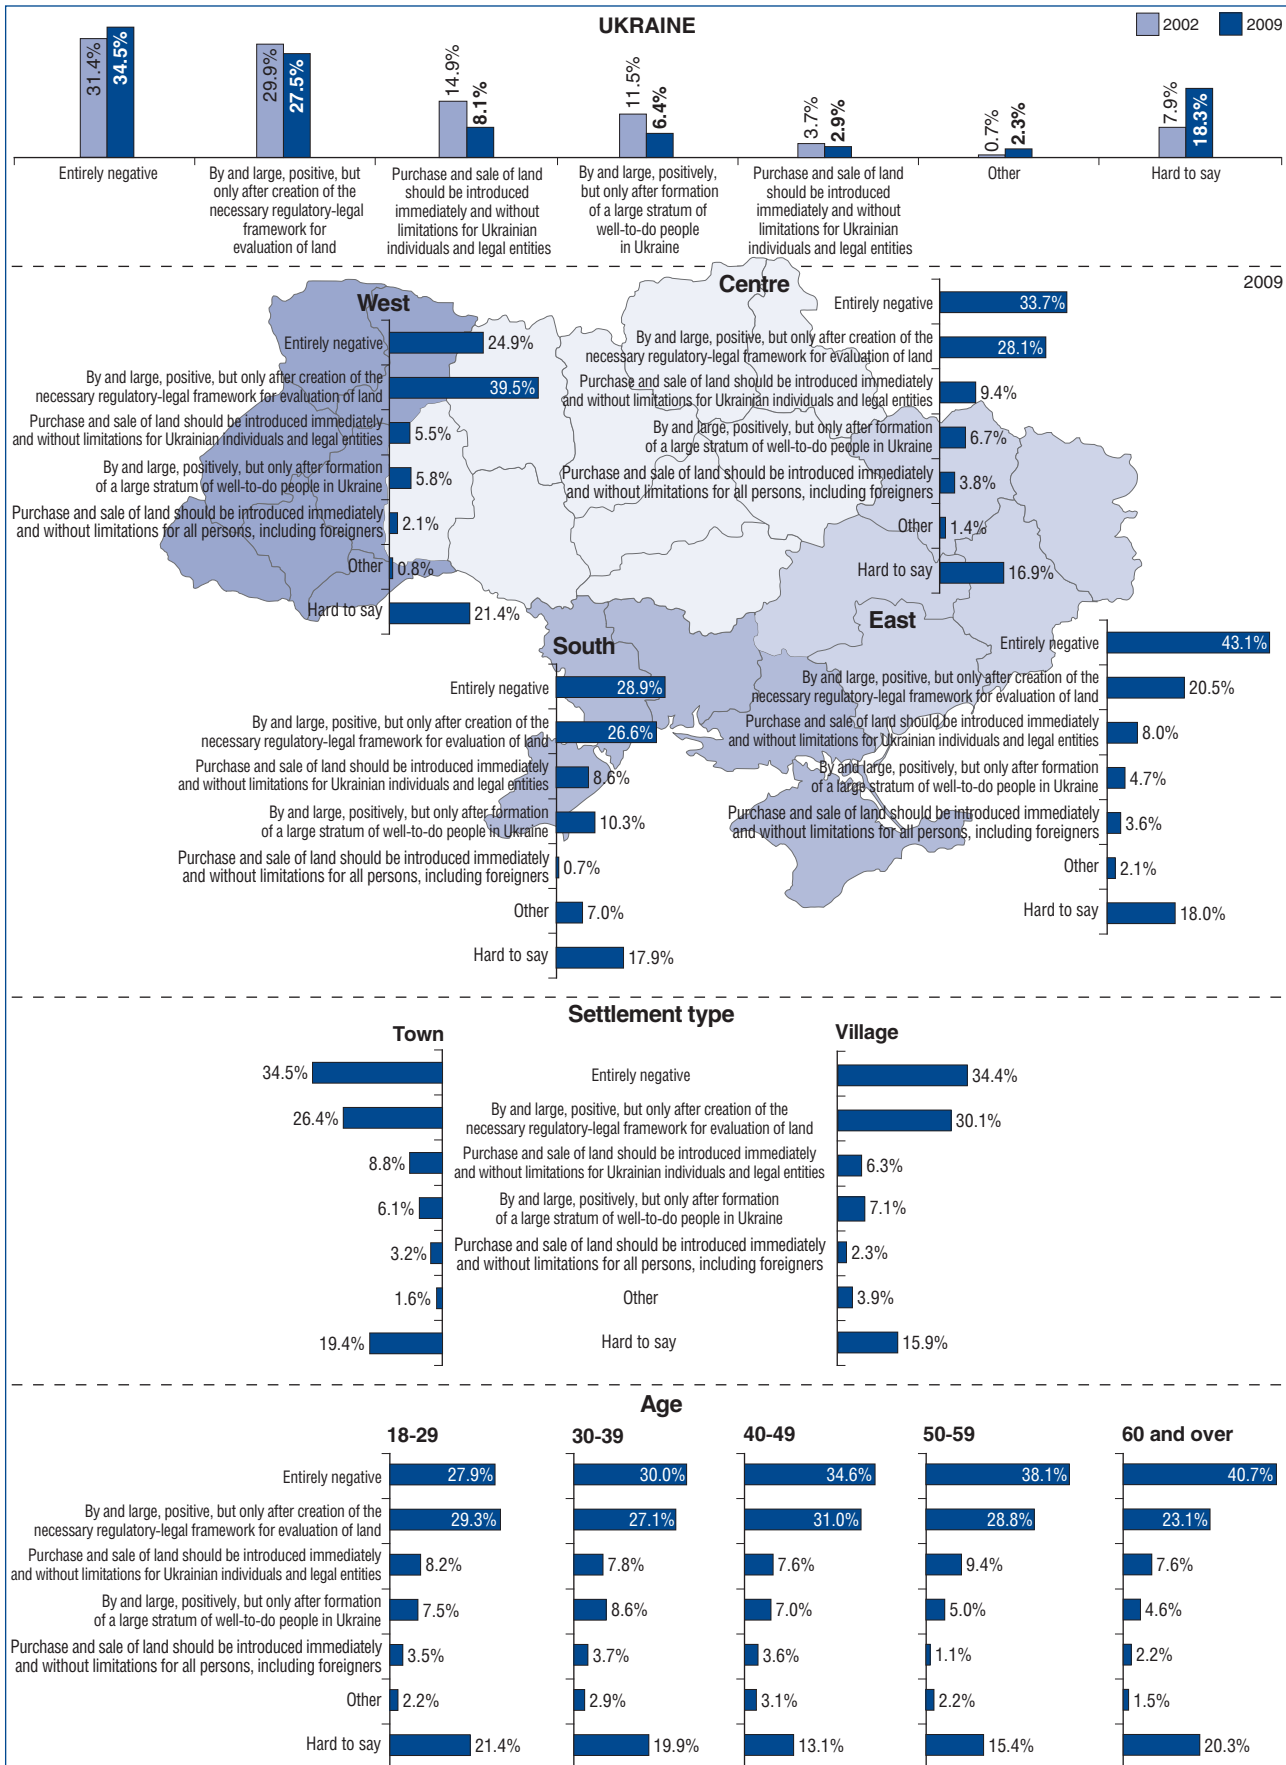 UKRAINE
2002
2009
31.4%
34.5%
29.9%
27.5%
14.9%
8.1%
11.5%
6.4%
3.7%
2.9%
0.7%
2.3%
7.9%
18.3%
Entirely negative
By and large, positive, but
only after creation of the
necessary regulatory-legal
framework for
evaluation of land
Purchase and sale of land
should be introduced
immediately and without
limitations for Ukrainian
individuals and legal entities
By and large, positively,
but only after formation
of a large stratum of
well-to-do people
in Ukraine
Purchase and sale of land
should be introduced
immediately and without
limitations for Ukrainian
individuals and legal entities
Other
Hard to say
2009
West
Entirely negative
24.9%
By and large, positive, but only after creation of the
necessary regulatory-legal framework for evaluation of land
39.5%
Purchase and sale of land should be introduced immediately
and without limitations for Ukrainian individuals and legal entities
5.5%
By and large, positively, but only after formation
of a large stratum of well-to-do people in Ukraine
5.8%
Purchase and sale of land should be introduced immediately
and without limitations for all persons, including foreigners
2.1%
Other
0.8%
Hard to say
21.4%
Centre
Entirely negative
33.7%
By and large, positive, but only after creation of the
necessary regulatory-legal framework for evaluation of land
28.1%
Purchase and sale of land should be introduced immediately
and without limitations for Ukrainian individuals and legal entities
9.4%
By and large, positively, but only after formation
of a large stratum of well-to-do people in Ukraine
6.7%
Purchase and sale of land should be introduced immediately
and without limitations for all persons, including foreigners
3.8%
Other
1.4%
Hard to say
16.9%
South
Entirely negative
28.9%
By and large, positive, but only after creation of the
necessary regulatory-legal framework for evaluation of land
26.6%
Purchase and sale of land should be introduced immediately
and without limitations for Ukrainian individuals and legal entities
8.6%
By and large, positively, but only after formation
of a large stratum of well-to-do people in Ukraine
10.3%
Purchase and sale of land should be introduced immediately
and without limitations for all persons, including foreigners
0.7%
Other
7.0%
Hard to say
17.9%
East
Entirely negative
43.1%
By and large, positive, but only after creation of the
necessary regulatory-legal framework for evaluation of land
20.5%
Purchase and sale of land should be introduced immediately
and without limitations for Ukrainian individuals and legal entities
8.0%
By and large, positively, but only after formation
of a large stratum of well-to-do people in Ukraine
4.7%
Purchase and sale of land should be introduced immediately
and without limitations for all persons, including foreigners
3.6%
Other
2.1%
Hard to say
18.0%
Settlement type
Town
Village
34.5%
Entirely negative
34.4%
26.4%
By and large, positive, but only after creation of the
necessary regulatory-legal framework for evaluation of land
30.1%
8.8%
Purchase and sale of land should be introduced immediately
and without limitations for Ukrainian individuals and legal entities
6.3%
6.1%
By and large, positively, but only after formation
of a large stratum of well-to-do people in Ukraine
7.1%
3.2%
Purchase and sale of land should be introduced immediately
and without limitations for all persons, including foreigners
2.3%
1.6%
Other
3.9%
19.4%
Hard to say
15.9%
Age
18-29 30-39 40-49 50-59 60 and over
Entirely negative
27.9% 30.0% 34.6% 38.1% 40.7%
By and large, positive, but only after creation of the
necessary regulatory-legal framework for evaluation of land
29.3% 27.1% 31.0% 28.8% 23.1%
Purchase and sale of land should be introduced immediately
and without limitations for Ukrainian individuals and legal entities
8.2% 7.8% 7.6% 9.4% 7.6%
By and large, positively, but only after formation
of a large stratum of well-to-do people in Ukraine
7.5% 8.6% 7.0% 5.0% 4.6%
Purchase and sale of land should be introduced immediately
and without limitations for all persons, including foreigners
3.5% 3.7% 3.6% 1.1% 2.2%
Other
2.2% 2.9% 3.1% 2.2% 1.5%
Hard to say
21.4% 19.9% 13.1% 15.4% 20.3%